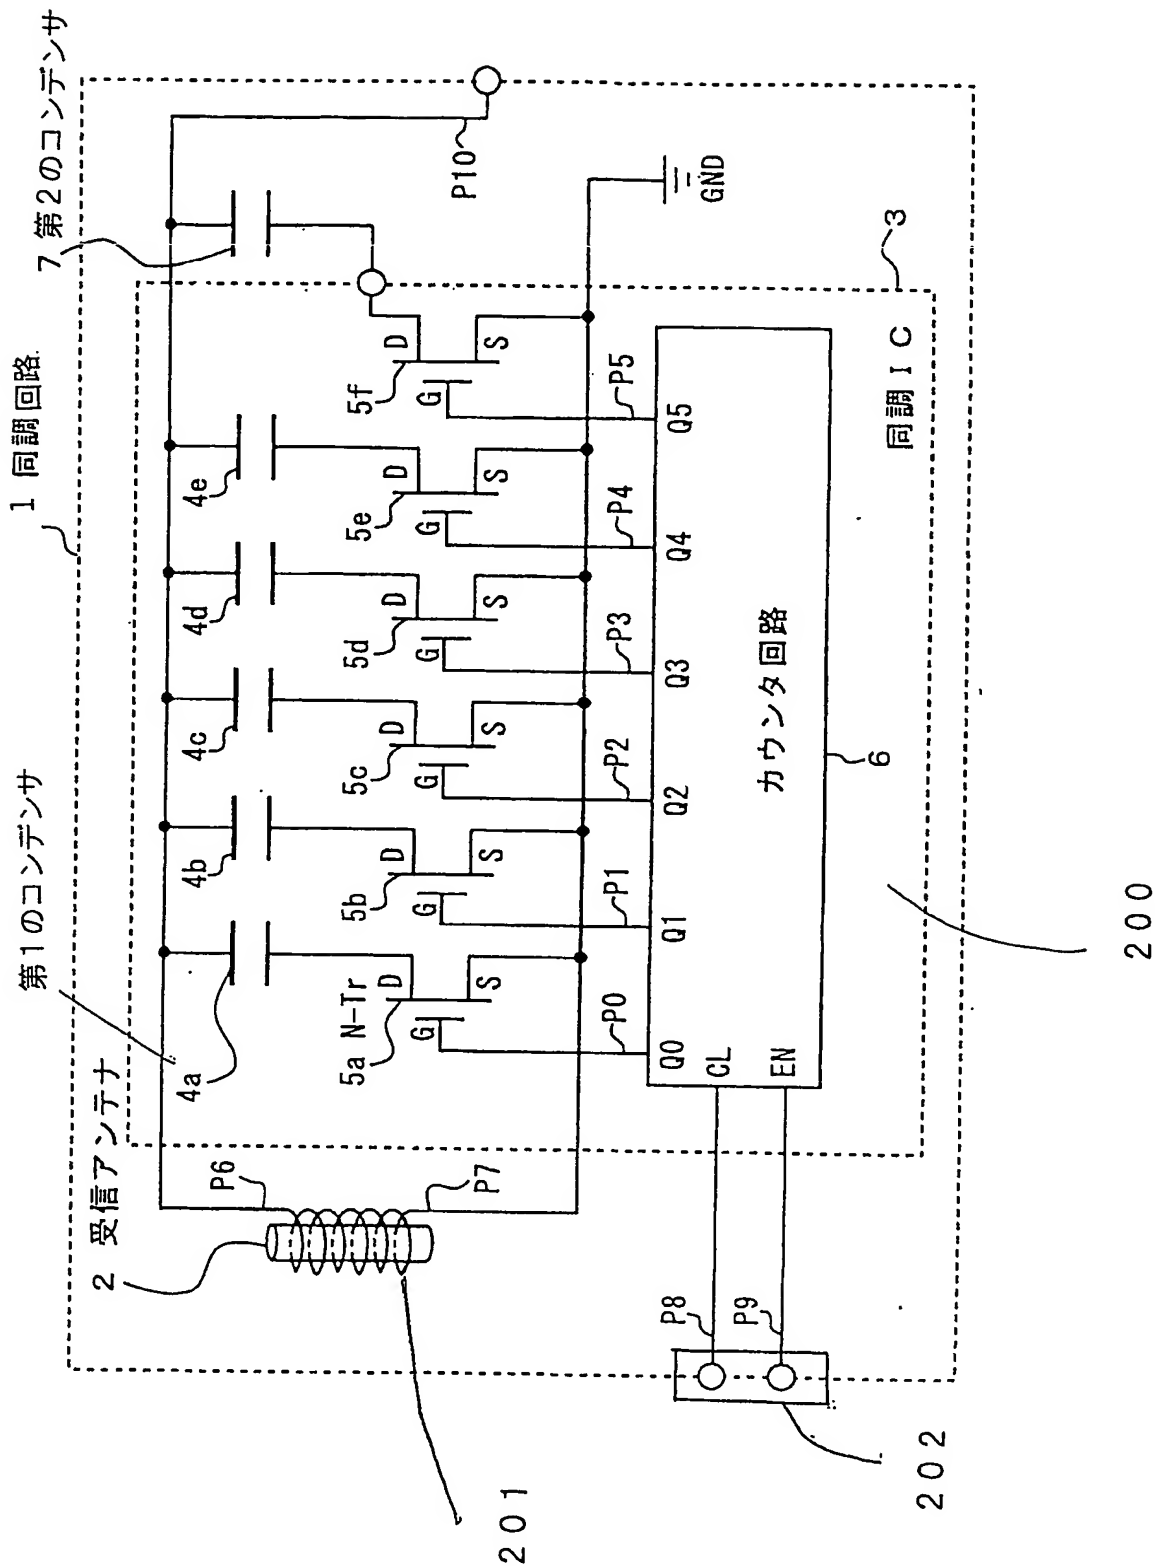 1 同調回路
7 第2のコンデンサ
第1のコンデンサ
2 受信アンテナ
P6
P7
4a
4b
4c
4d
4e
P10
5a N-Tr
5b
5c
5d
5e
5f
D
D
D
D
D
D
G
G
G
G
G
G
S
S
S
S
S
S
GND
P0
P1
P2
P3
P4
P5
Q0
Q1
Q2
Q3
Q4
Q5
CL
EN
カウンタ回路
6
同調IC
3
P8
P9
200
201
202